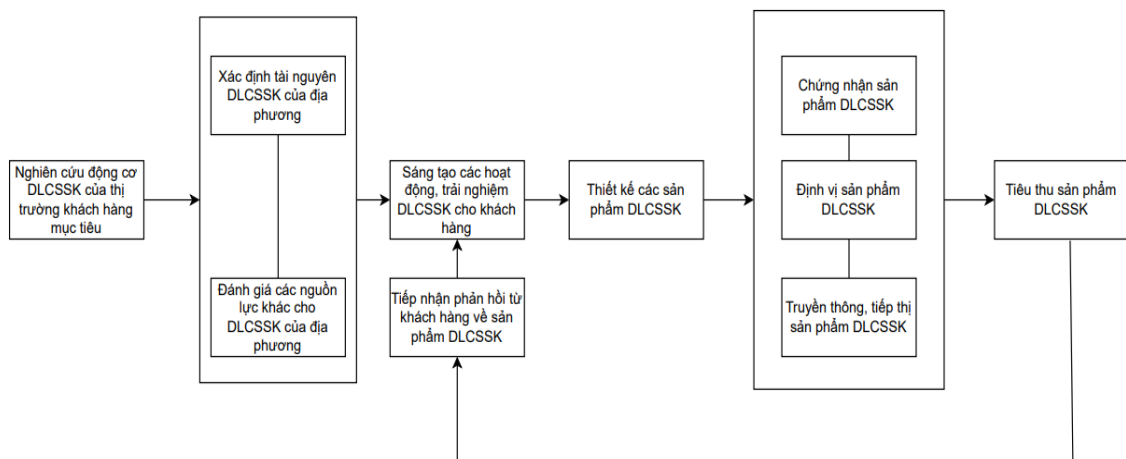 Nghiên cứu động cơ
DLCSSK của thị
trường khách hàng
mục tiêu
Xác định tài nguyên
DLCSSK của địa
phương
Đánh giá các nguồn
lực khác cho
DLCSSK của địa
phương
Sáng tạo các hoạt
động, trải nghiệm
DLCSSK cho khách
hàng
Tiếp nhận phản hồi từ
khách hàng về sản
phẩm DLCSSK
Thiết kế các sản
phẩm DLCSSK
Chứng nhận sản
phẩm DLCSSK
Định vị sản phẩm
DLCSSK
Truyền thông, tiếp thị
sản phẩm DLCSSK
Tiêu thu sản phẩm
DLCSSK